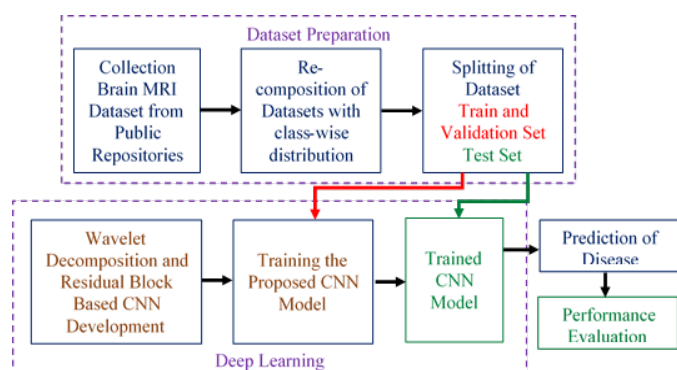 Dataset Preparation
Collection
Brain MRI
Dataset from
Public
Repositories
Re-
composition of
Datasets with
class-wise
distribution
Splitting of
Dataset
Train and
Validation Set
Test Set
Wavelet
Decomposition and
Residual Block
Based CNN
Development
Training the
Proposed CNN
Model
Trained
CNN
Model
Prediction of
Disease
Performance
Evaluation
Deep Learning